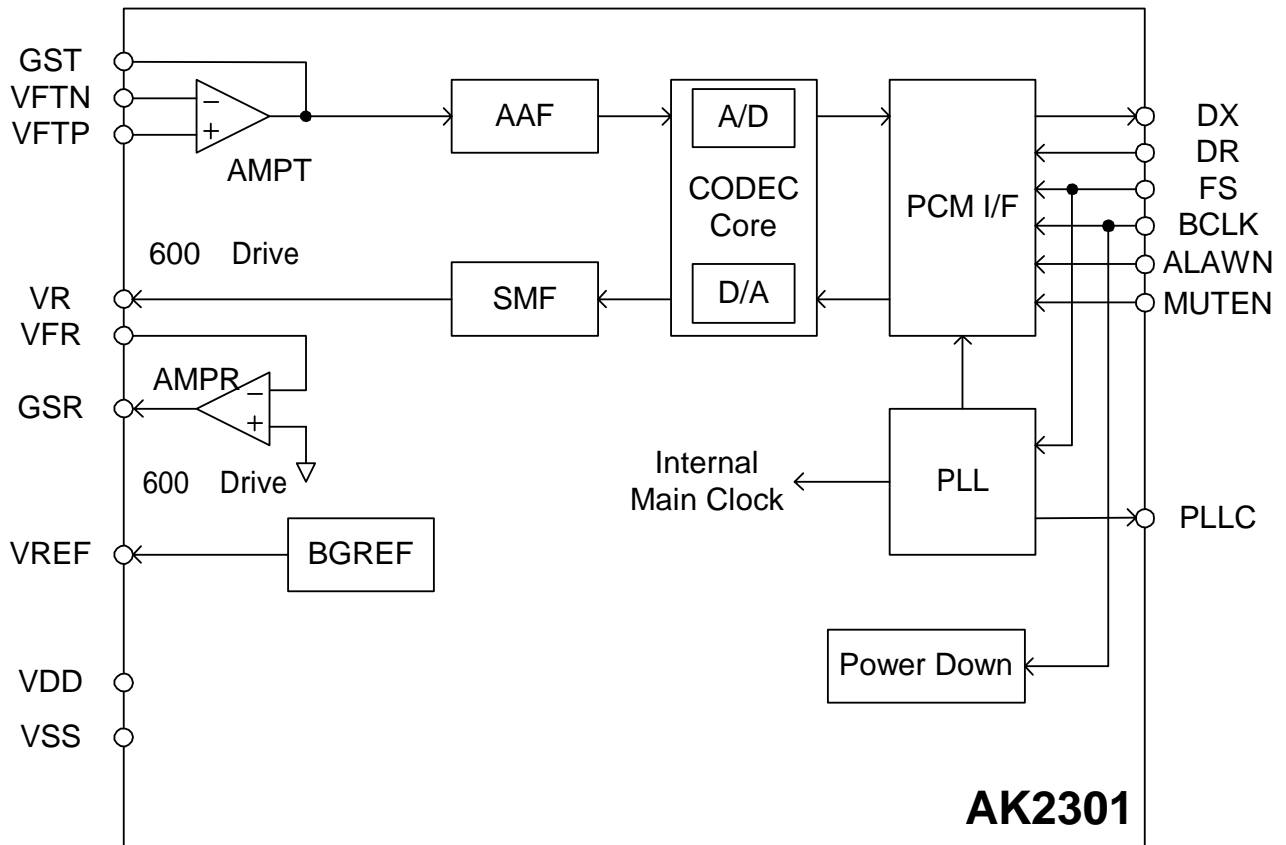 GST
VFTN
VFTP
−
+
AMPT
AAF
A/D
CODEC
Core
D/A
PCM I/F
DX
DR
FS
BCLK
ALAWN
MUTEN
600 Drive
VR
VFR
SMF
AMPR
−
+
GSR
600 Drive
Internal
Main Clock
PLL
PLLC
VREF
BGREF
Power Down
VDD
VSS
AK2301